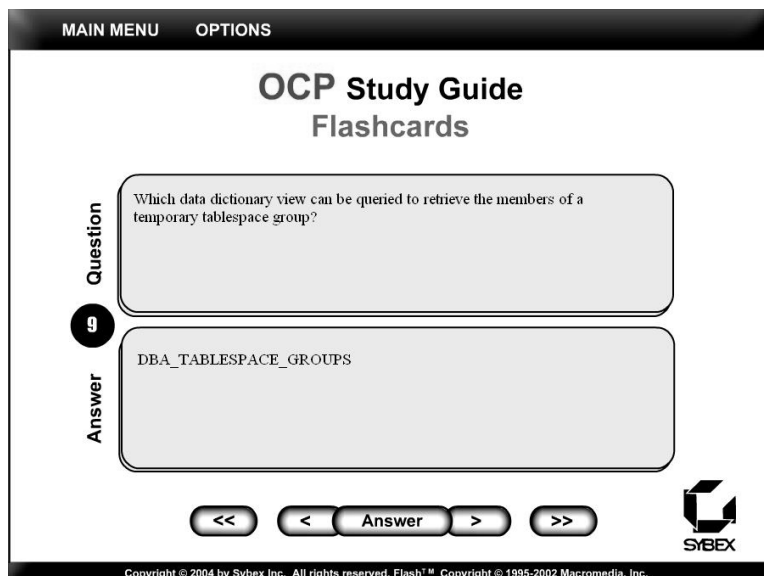 MAIN MENU OPTIONS
OCP Study Guide
Flashcards
Question
Which data dictionary view can be queried to retrieve the members of a
temporary tablespace group?
9
Answer
DBA_TABLESPACE_GROUPS
<< < Answer > >>
SYBEX
Copyright © 2004 by Sybex Inc. All rights reserved. Flash™ Copyright © 1995-2002 Macromedia, Inc.